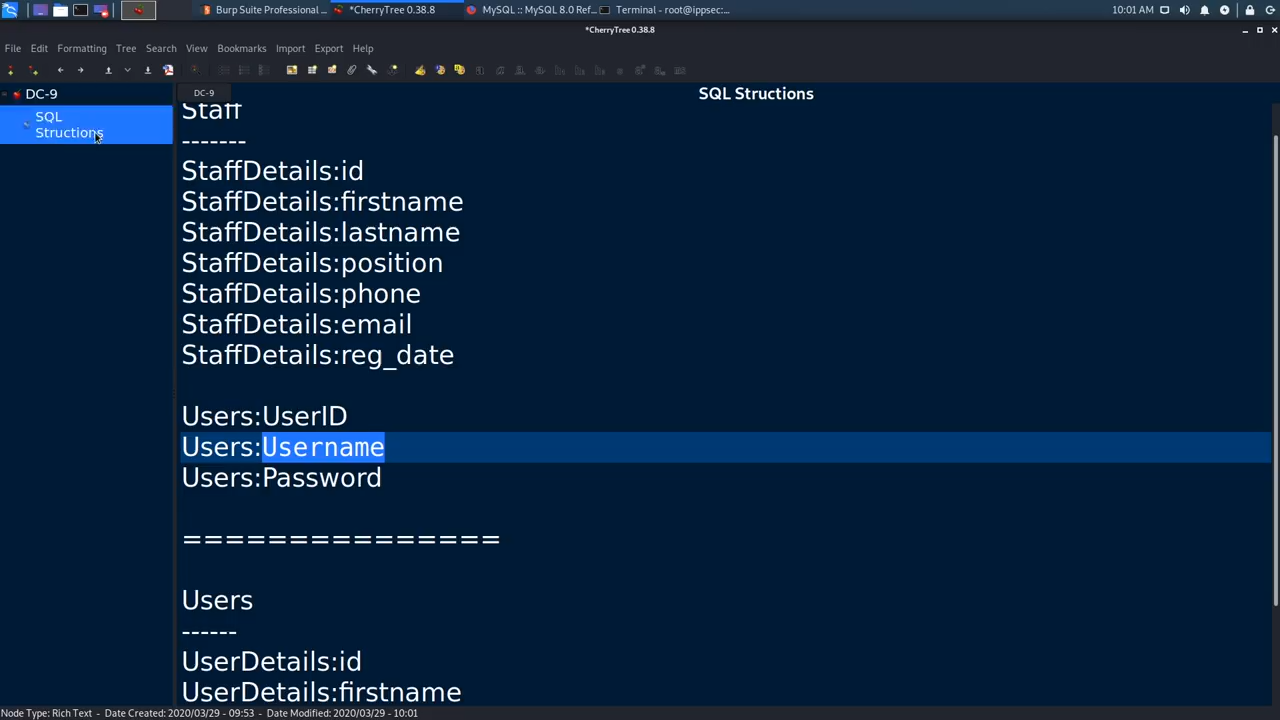 Burp Suite Professional ...
*CherryTree 0.38.8
MySQL :: MySQL 8.0 Ref...
Terminal - root@ippsec:...
10:01 AM
*CherryTree 0.38.8
File Edit Formatting Tree Search View Bookmarks Import Export Help
DC-9
SQL
Structions
DC-9
SQL Structions
Staff
-------
StaffDetails:id
StaffDetails:firstname
StaffDetails:lastname
StaffDetails:position
StaffDetails:phone
StaffDetails:email
StaffDetails:reg_date
Users:UserID
Users:Username
Users:Password
===============
Users
------
UserDetails:id
UserDetails:firstname
Node Type: Rich Text - Date Created: 2020/03/29 - 09:53 - Date Modified: 2020/03/29 - 10:01